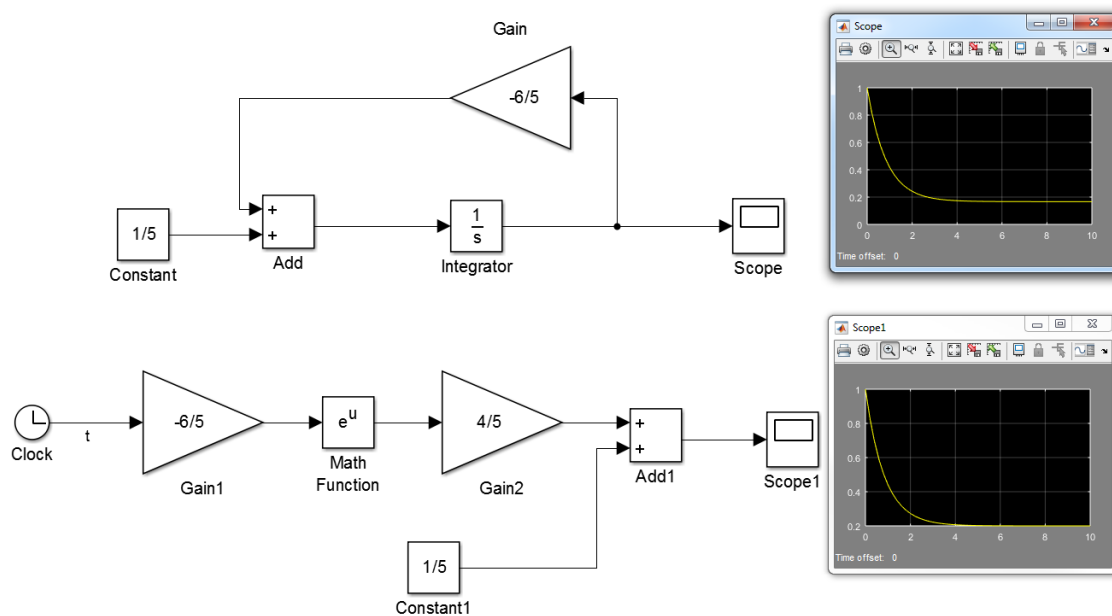 Gain
-6/5
+
+
1/5
Constant
Add
1
s
Integrator
Scope
Scope
1
0.8
0.6
0.4
0.2
0
0 2 4 6 8 10
Time offset: 0
Clock
t
-6/5
Gain1
e^u
Math
Function
4/5
Gain2
+
+
Add1
Scope1
1/5
Constant1
Scope1
1
0.8
0.6
0.4
0.2
0 2 4 6 8 10
Time offset: 0